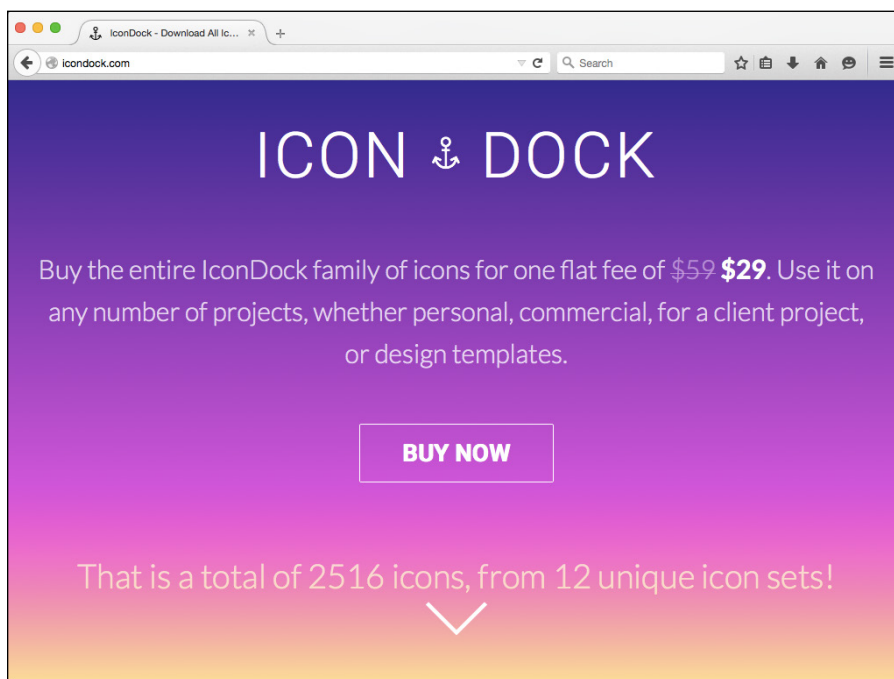 IconDock - Download All Ic...
icondock.com
Search
ICON DOCK
Buy the entire IconDock family of icons for one flat fee of $59 $29. Use it on
any number of projects, whether personal, commercial, for a client project,
or design templates.
BUY NOW
That is a total of 2516 icons, from 12 unique icon sets!